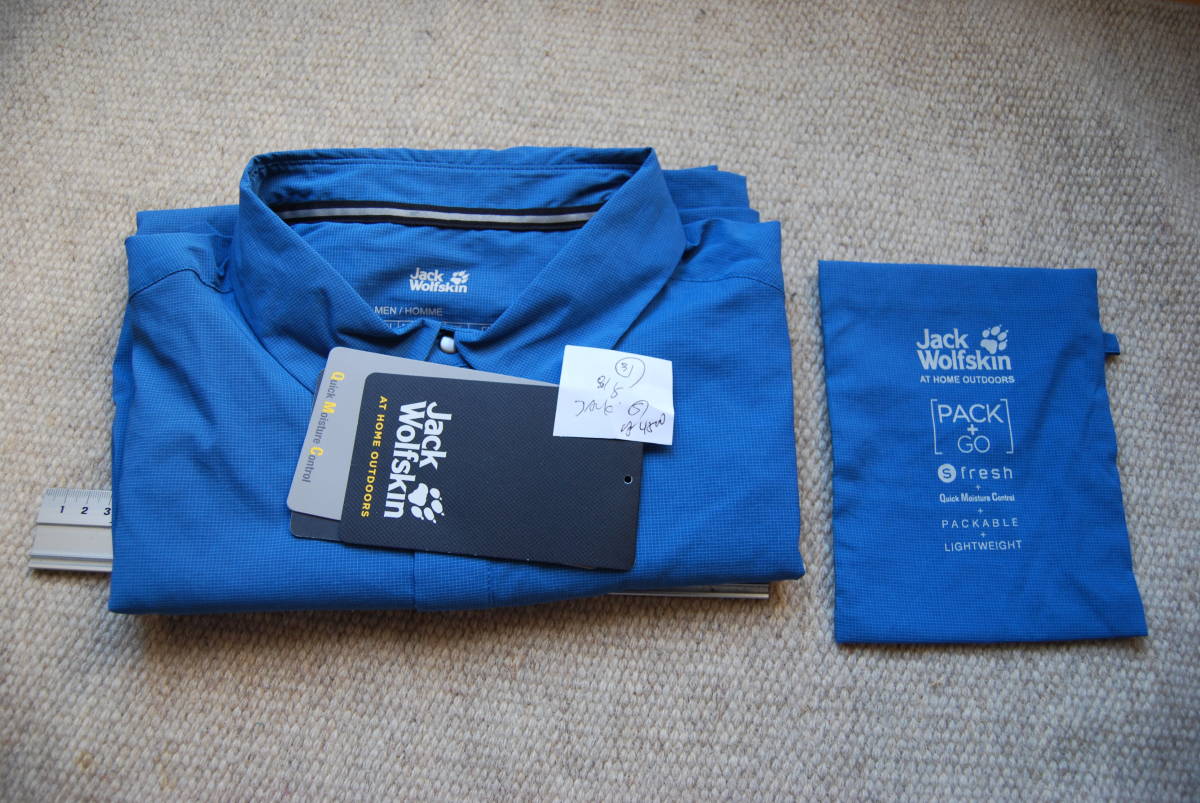 Jack
Wolfskin
MEN / HOMME
Quick Moisture Control
Jack
Wolfskin
AT HOME OUTDOORS
31
1 2 3
Jack
Wolfskin
AT HOME OUTDOORS
PACK
+
GO
S fresh
+
Quick Moisture Control
+
PACKABLE
+
LIGHTWEIGHT